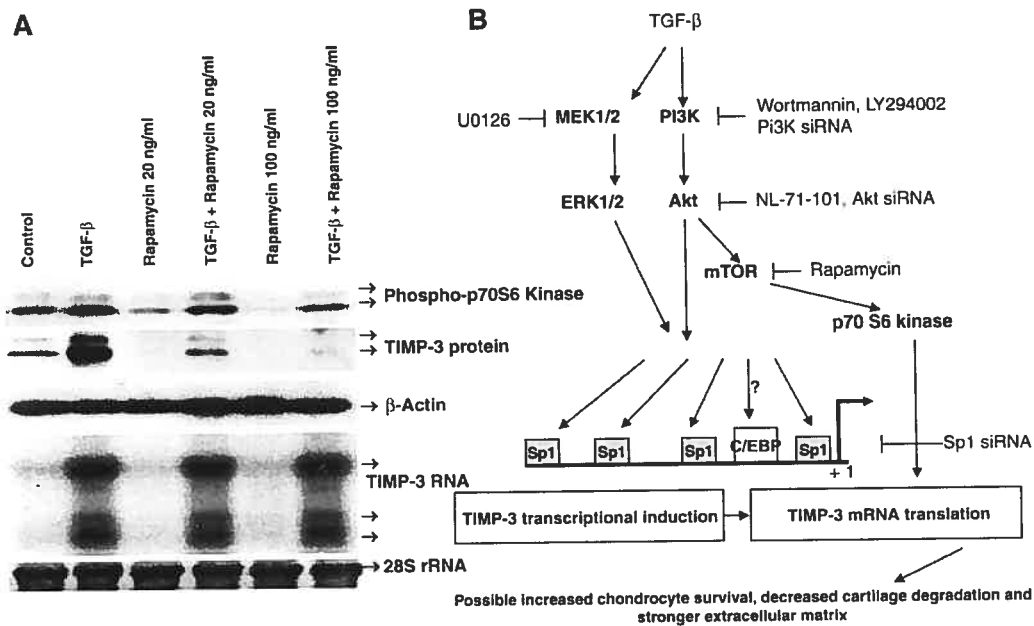 A
Control
TGF-β
Rapamycin 20 ng/ml
TGF-β + Rapamycin 20 ng/ml
Rapamycin 100 ng/ml
TGF-β + Rapamycin 100 ng/ml
Phospho-p70S6 Kinase
TIMP-3 protein
β-Actin
TIMP-3 RNA
28S rRNA
B
TGF-β
U0126
MEK1/2
PI3K
Wortmannin, LY294002
Pi3K siRNA
ERK1/2
Akt
NL-71-101, Akt siRNA
mTOR
Rapamycin
p70 S6 kinase
?
Sp1
Sp1
Sp1
C/EBP
Sp1
+ 1
Sp1 siRNA
TIMP-3 transcriptional induction
TIMP-3 mRNA translation
Possible increased chondrocyte survival, decreased cartilage degradation and
stronger extracellular matrix